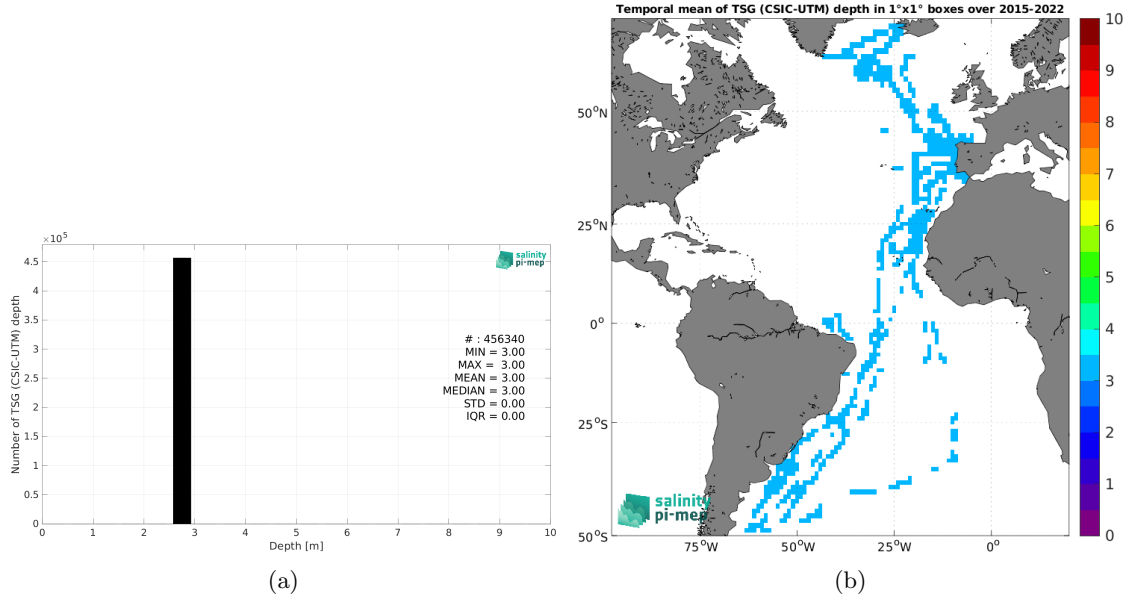 ×10⁵
4.5
4
3.5
3
2.5
2
1.5
1
0.5
0
Number of TSG (CSIC-UTM) depth
salinity
pi-mep
# : 456340
MIN = 3.00
MAX = 3.00
MEAN = 3.00
MEDIAN = 3.00
STD = 0.00
IQR = 0.00
0 1 2 3 4 5 6 7 8 9 10
Depth [m]
(a)
Temporal mean of TSG (CSIC-UTM) depth in 1°x1° boxes over 2015-2022
50°N
25°N
0°
25°S
50°S
salinity
pi-mep
75°W 50°W 25°W 0°
10
9
8
7
6
5
4
3
2
1
0
(b)